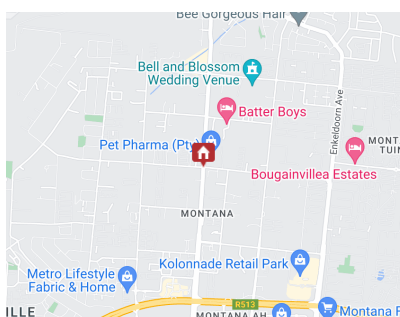 Bee Gorgeous Hair
Bell and Blossom
Wedding Venue
Batter Boys
Enkeldoorn Ave
Pet Pharma (Pty)
MONT
TUIN
Bougainvillea Estates
MONTANA
Kolonnade Retail Park
Metro Lifestyle
Fabric & Home
R513
ILLE
MONTANA AH
Montana F